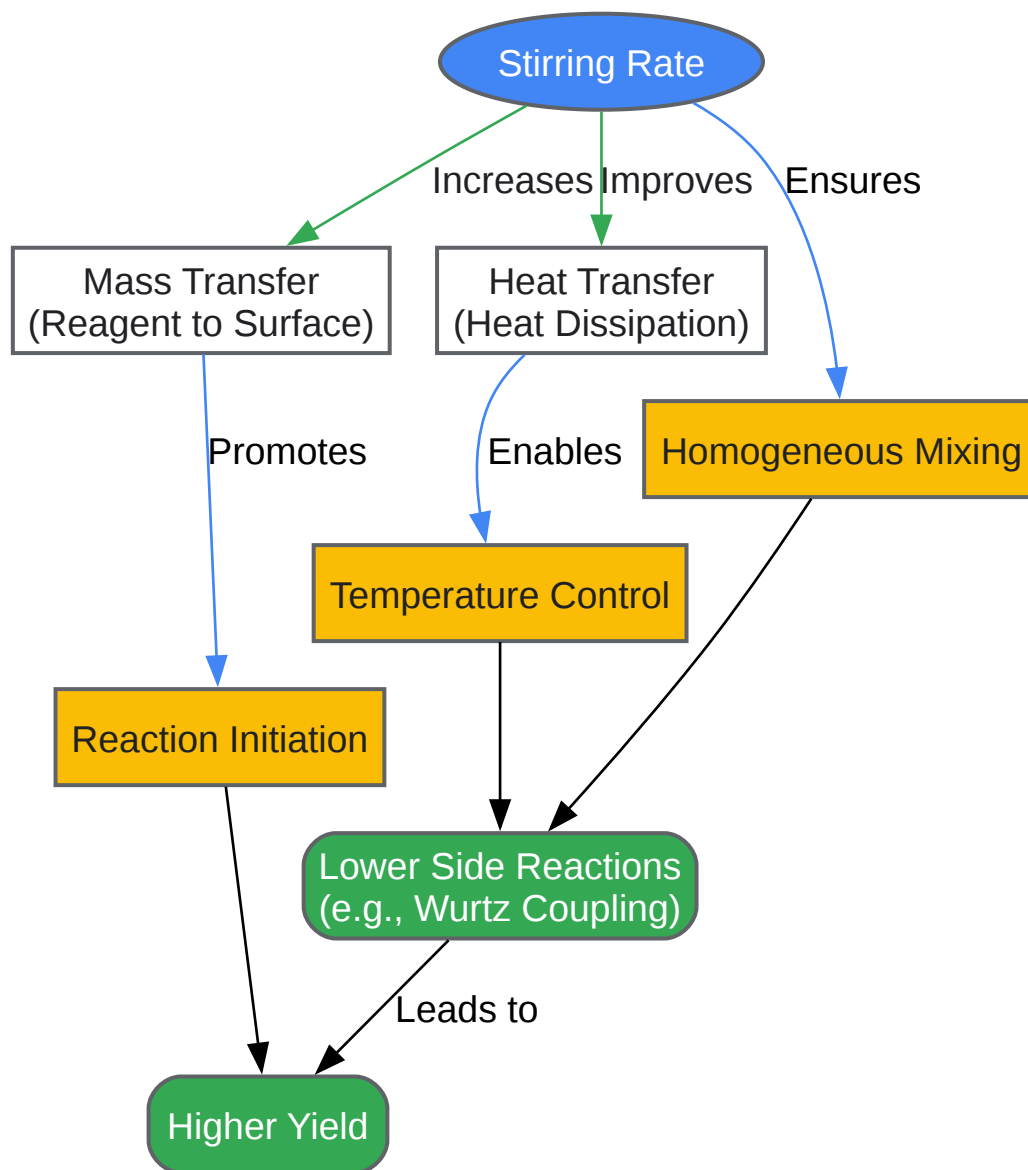 Stirring Rate
Increases
Improves
Ensures
Mass Transfer
(Reagent to Surface)
Heat Transfer
(Heat Dissipation)
Promotes
Enables
Homogeneous Mixing
Temperature Control
Reaction Initiation
Lower Side Reactions
(e.g., Wurtz Coupling)
Leads to
Higher Yield